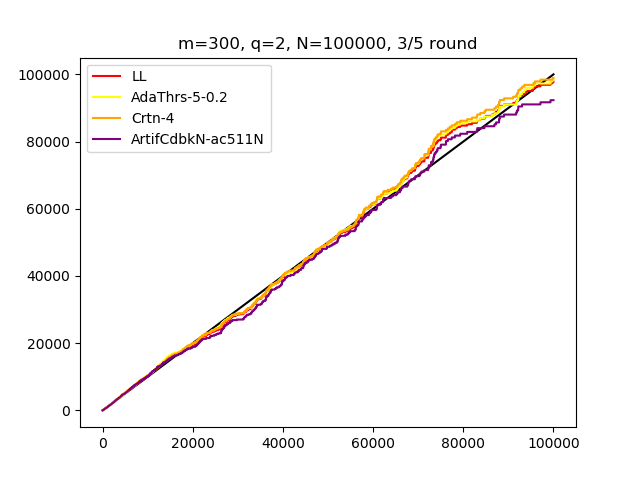 m=300, q=2, N=100000, 3/5 round
LL
AdaThrs-5-0.2
Crtn-4
ArtifCdbkN-ac511N
100000
80000
60000
40000
20000
0
0 20000 40000 60000 80000 100000